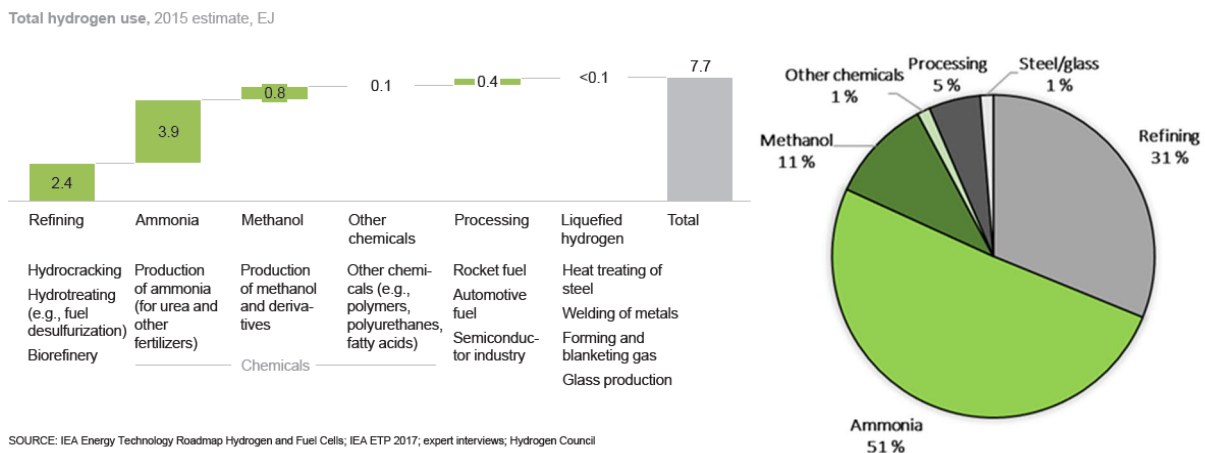 Total hydrogen use, 2015 estimate, EJ
2.4
3.9
0.8
0.1
0.4
<0.1
7.7
Refining
Ammonia
Methanol
Other
chemicals
Processing
Liquefied
hydrogen
Total
Hydrocracking
Hydrotreating
(e.g., fuel
desulfurization)
Biorefinery
Production
of ammonia
(for urea and
other
fertilizers)
Production
of methanol
and deriva-
tives
Other chemi-
cals (e.g.,
polymers,
polyurethanes,
fatty acids)
Rocket fuel
Automotive
fuel
Semiconduc-
tor industry
Heat treating of
steel
Welding of metals
Forming and
blanketing gas
Glass production
Chemicals
SOURCE: IEA Energy Technology Roadmap Hydrogen and Fuel Cells; IEA ETP 2017; expert interviews; Hydrogen Council
Other chemicals
1 %
Processing
5 %
Steel/glass
1 %
Methanol
11 %
Refining
31 %
Ammonia
51 %